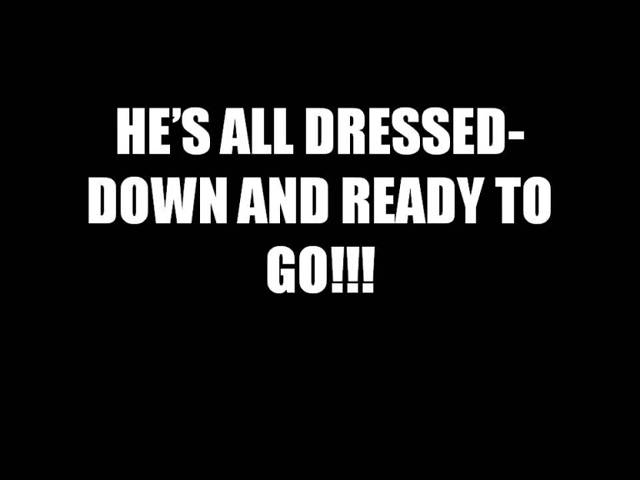 HE’S ALL DRESSED-
DOWN AND READY TO
GO!!!